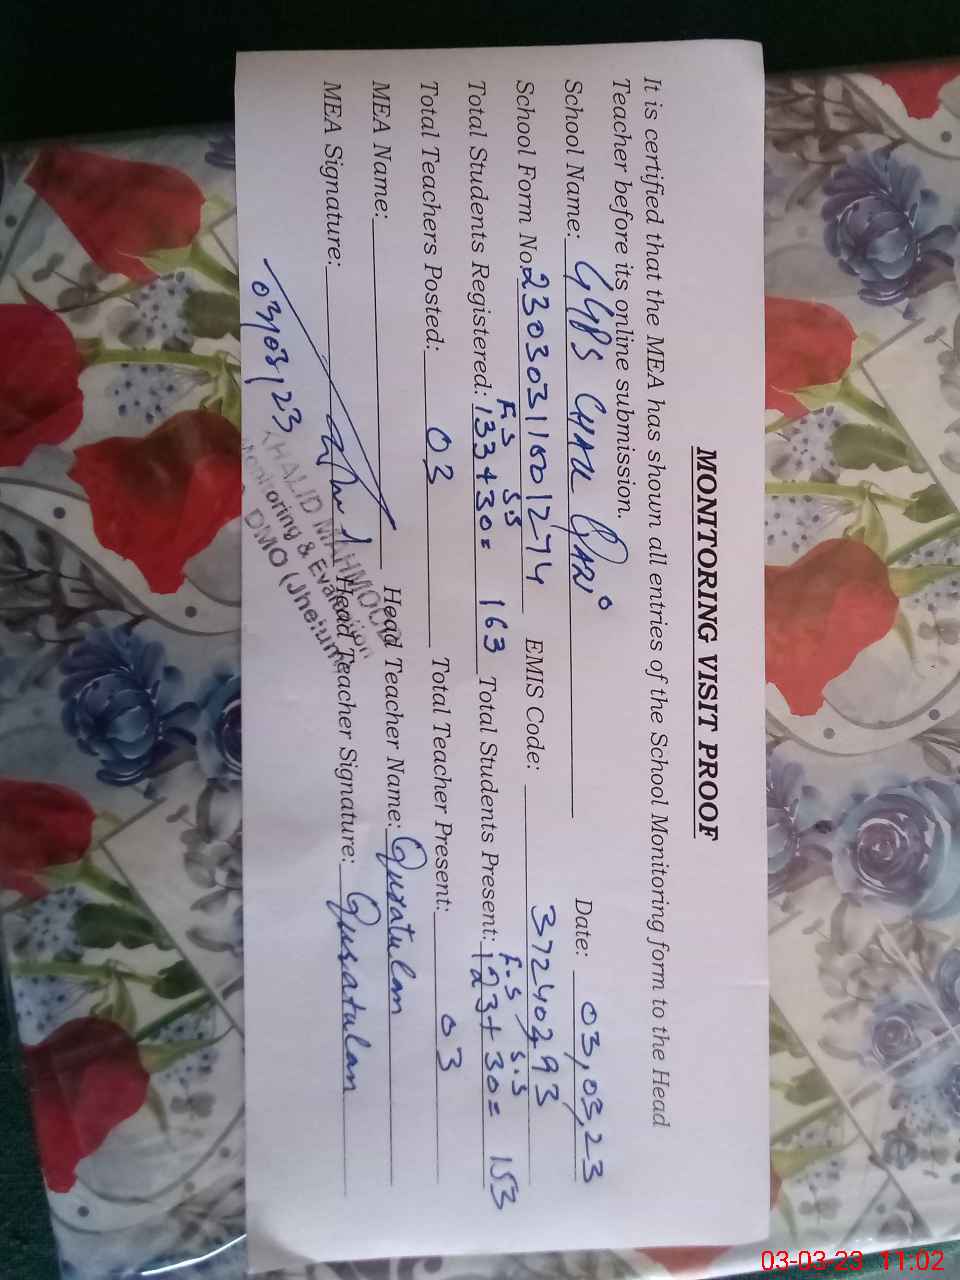 MONITORING VISIT PROOF
It is certified that the MEA has shown all entries of the School Monitoring form to the Head
Teacher before its online submission.
School Name: GGPS CHAK Date: 03,03,23
School Form No. EMIS Code: 37240293
F.S S.S F.S S.S
Total Students Registered: 133+30= 163 Total Students Present: 123+30= 153
Total Teachers Posted: 03 Total Teacher Present: 03
MEA Name: Head Teacher Name: Quratulan
MEA Signature: Head Teacher Signature: Qusatulan
03,03,23
KHALID MAHMOOD
Monitoring & Evaluation
DMO (Jhelum)
03-03-23 11:02